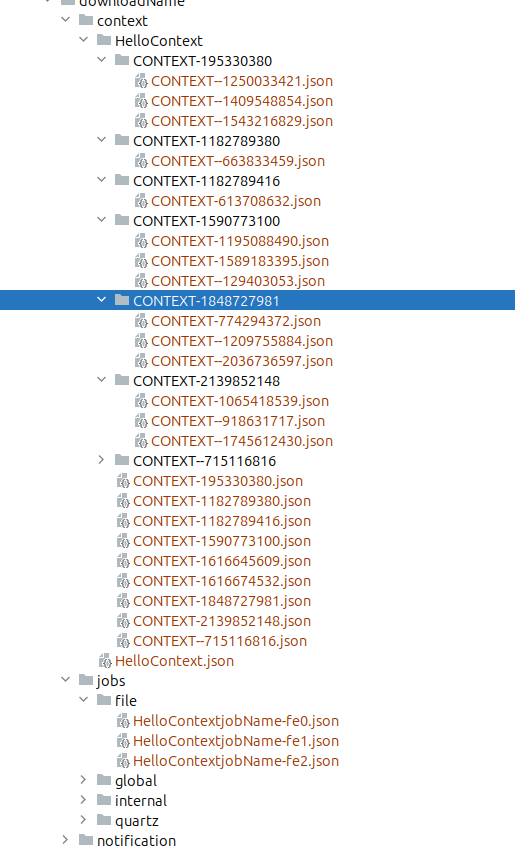 downloadName
context
HelloContext
CONTEXT-195330380
CONTEXT--1250033421.json
CONTEXT--1409548854.json
CONTEXT--1543216829.json
CONTEXT-1182789380
CONTEXT--663833459.json
CONTEXT-1182789416
CONTEXT-613708632.json
CONTEXT-1590773100
CONTEXT-1195088490.json
CONTEXT-1589183395.json
CONTEXT--129403053.json
CONTEXT-1848727981
CONTEXT-774294372.json
CONTEXT--1209755884.json
CONTEXT--2036736597.json
CONTEXT-2139852148
CONTEXT-1065418539.json
CONTEXT--918631717.json
CONTEXT--1745612430.json
CONTEXT--715116816
CONTEXT-195330380.json
CONTEXT-1182789380.json
CONTEXT-1182789416.json
CONTEXT-1590773100.json
CONTEXT-1616645609.json
CONTEXT-1616674532.json
CONTEXT-1848727981.json
CONTEXT-2139852148.json
CONTEXT--715116816.json
HelloContext.json
jobs
file
HelloContextjobName-fe0.json
HelloContextjobName-fe1.json
HelloContextjobName-fe2.json
global
internal
quartz
notification